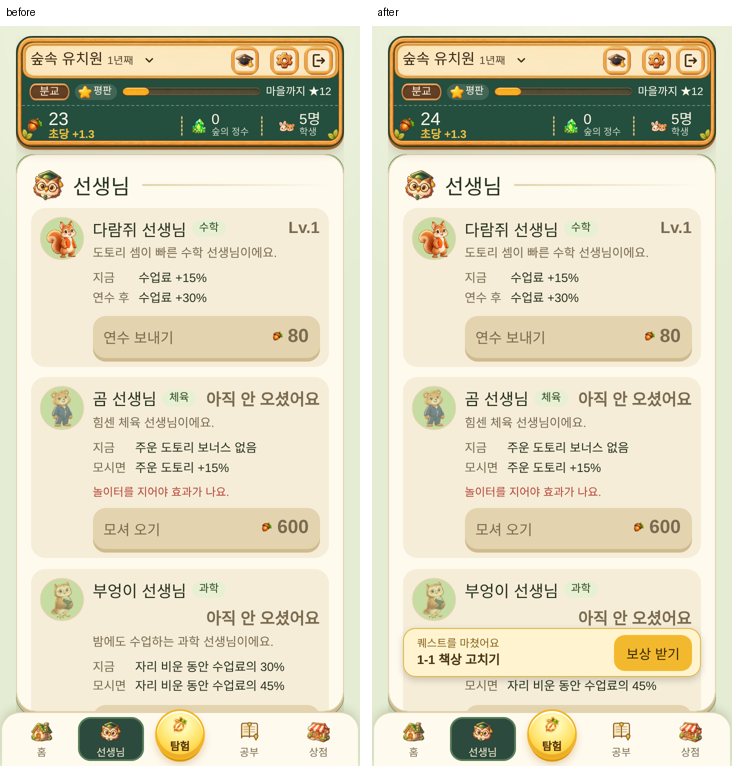 before
숲속 유치원 1년째
분교 평판 마을까지 ★12
23
초당 +1.3
0
숲의 정수
5명
학생
선생님
다람쥐 선생님 수학 Lv.1
도토리 셈이 빠른 수학 선생님이에요.
지금 수업료 +15%
연수 후 수업료 +30%
연수 보내기 80
곰 선생님 체육 아직 안 오셨어요
힘센 체육 선생님이에요.
지금 주운 도토리 보너스 없음
모시면 주운 도토리 +15%
놀이터를 지어야 효과가 나요.
모셔 오기 600
부엉이 선생님 과학
아직 안 오셨어요
밤에도 수업하는 과학 선생님이에요.
지금 자리 비운 동안 수업료의 30%
모시면 자리 비운 동안 수업료의 45%
홈 선생님 탐험 공부 상점
after
숲속 유치원 1년째
분교 평판 마을까지 ★12
24
초당 +1.3
0
숲의 정수
5명
학생
선생님
다람쥐 선생님 수학 Lv.1
도토리 셈이 빠른 수학 선생님이에요.
지금 수업료 +15%
연수 후 수업료 +30%
연수 보내기 80
곰 선생님 체육 아직 안 오셨어요
힘센 체육 선생님이에요.
지금 주운 도토리 보너스 없음
모시면 주운 도토리 +15%
놀이터를 지어야 효과가 나요.
모셔 오기 600
부엉이 선생님 과학
아직 안 오셨어요
퀘스트를 마쳤어요
1-1 책상 고치기
보상 받기
모시면 자리 비운 동안 수업료의 45%
홈 선생님 탐험 공부 상점